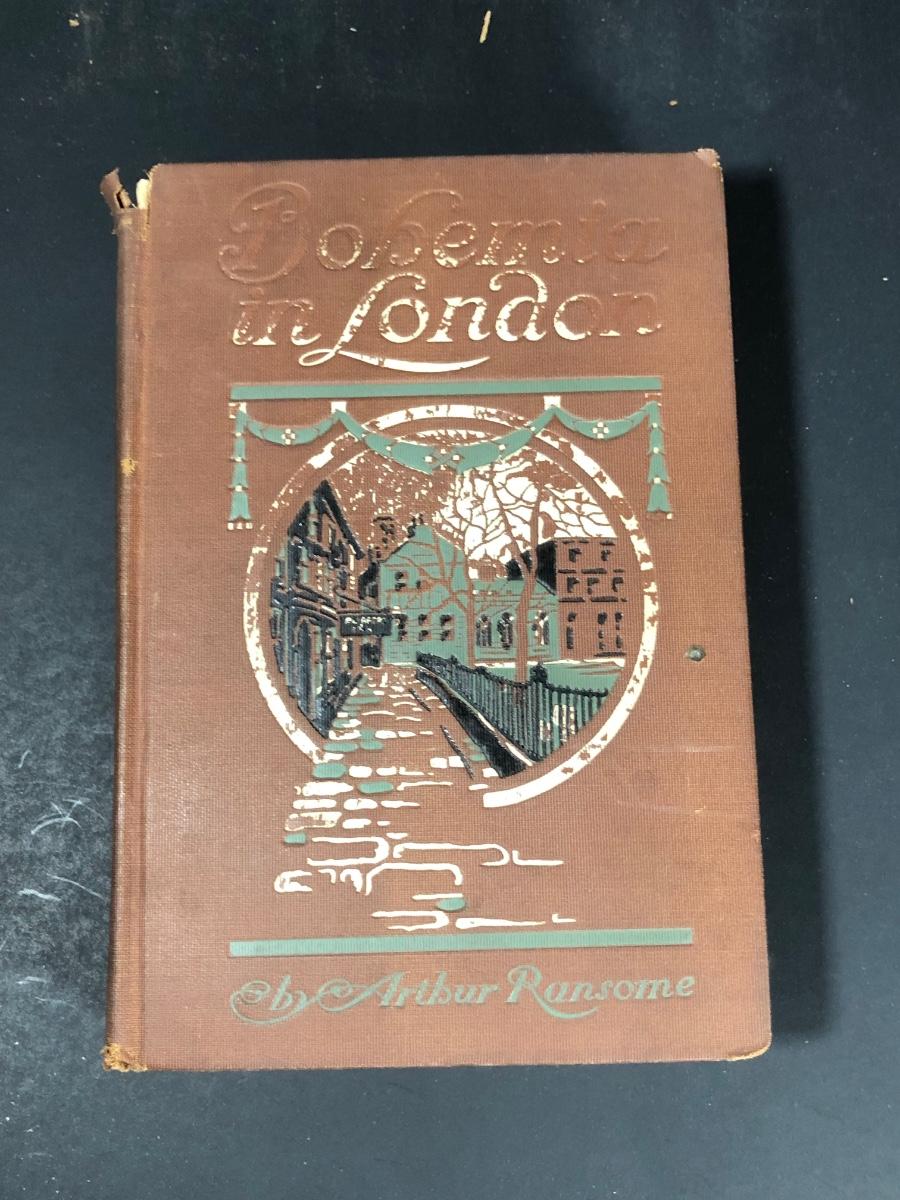 Bohemia
in London
by Arthur Ransome